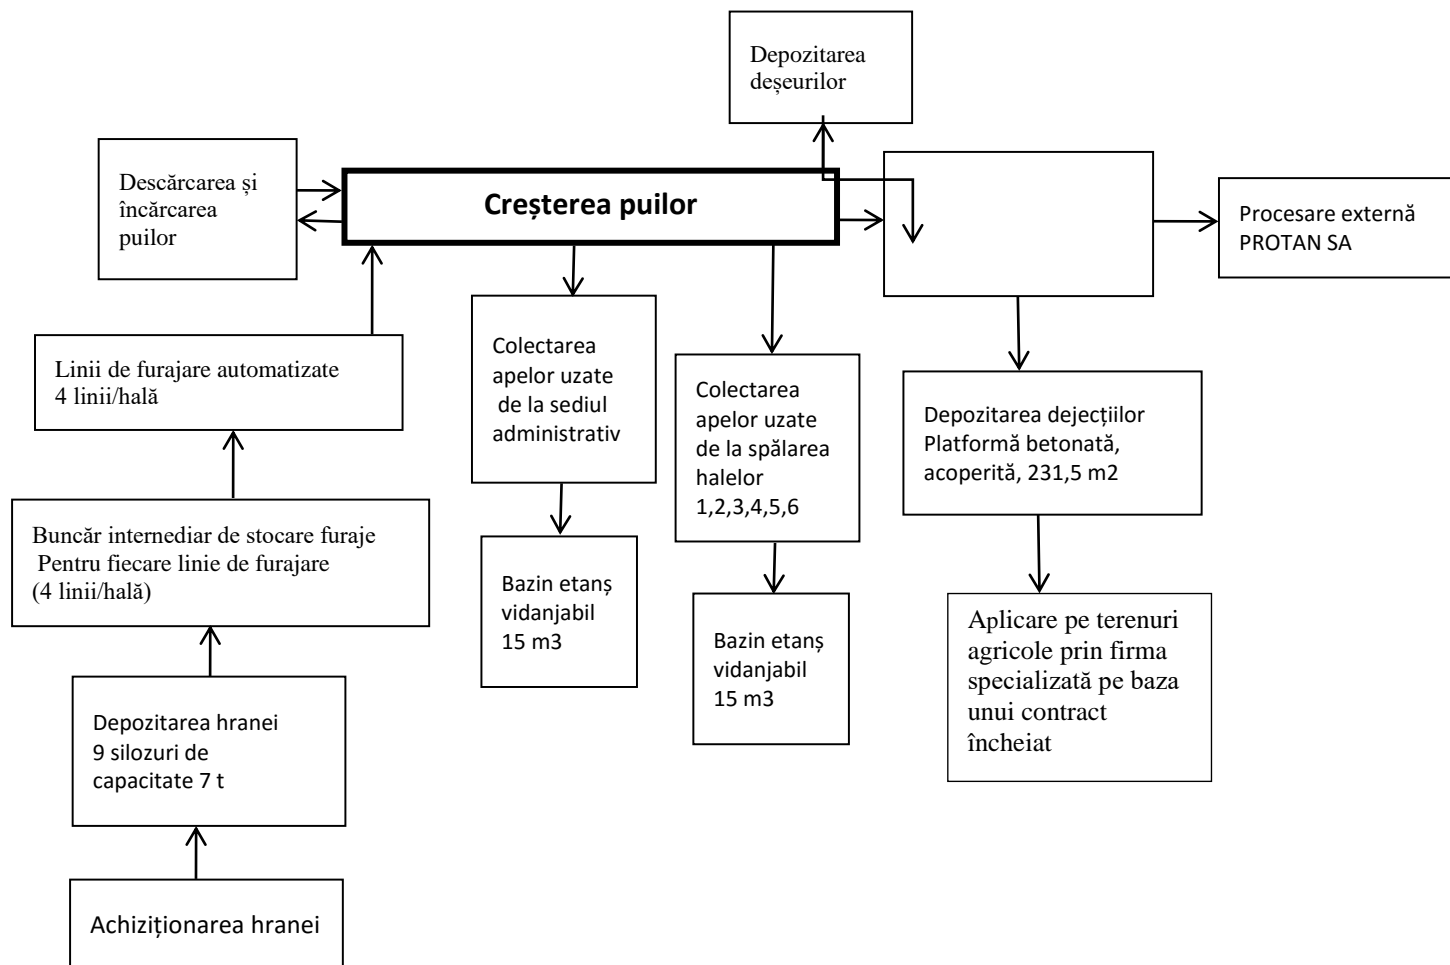 Depozitarea
deșeurilor
Descărcarea și
încărcarea
puilor
Creșterea puilor
Procesare externă
PROTAN SA
Linii de furajare automatizate
4 linii/hală
Colectarea
apelor uzate
de la sediul
administrativ
Colectarea
apelor uzate
de la spălarea
halelor
1,2,3,4,5,6
Depozitarea dejecțiilor
Platformă betonată,
acoperită, 231,5 m2
Buncăr internediar de stocare furaje
Pentru fiecare linie de furajare
(4 linii/hală)
Bazin etanș
vidanjabil
15 m3
Bazin etanș
vidanjabil
15 m3
Aplicare pe terenuri
agricole prin firma
specializată pe baza
unui contract
încheiat
Depozitarea hranei
9 silozuri de
capacitate 7 t
Achiziționarea hranei